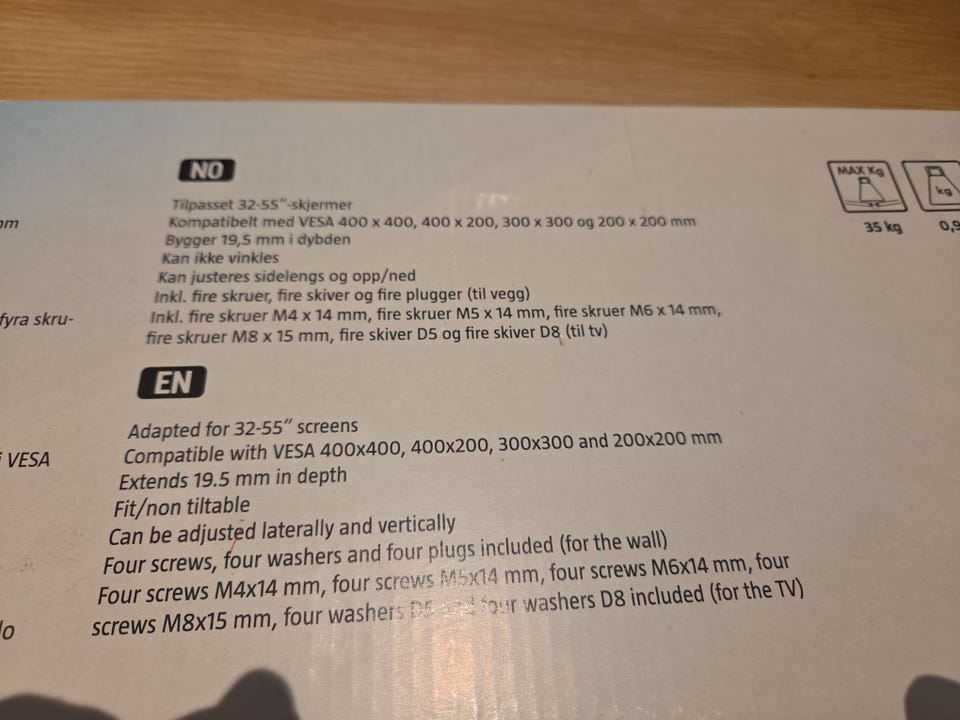 NO
Tilpasset 32-55"-skjermer
Kompatibelt med VESA 400 x 400, 400 x 200, 300 x 300 og 200 x 200 mm
Bygger 19,5 mm i dybden
Kan ikke vinkles
Kan justeres sidelengs og opp/ned
Inkl. fire skruer, fire skiver og fire plugger (til vegg)
Inkl. fire skruer M4 x 14 mm, fire skruer M5 x 14 mm, fire skruer M6 x 14 mm,
fire skruer M8 x 15 mm, fire skiver D5 og fire skiver D8 (til tv)
MAX Kg
35 kg
kg
0,9
fyra skru-
VESA
EN
Adapted for 32-55" screens
Compatible with VESA 400x400, 400x200, 300x300 and 200x200 mm
Extends 19.5 mm in depth
Fit/non tiltable
Can be adjusted laterally and vertically
Four screws, four washers and four plugs included (for the wall)
Four screws M4x14 mm, four screws M5x14 mm, four screws M6x14 mm, four
screws M8x15 mm, four washers D5 and four washers D8 included (for the TV)